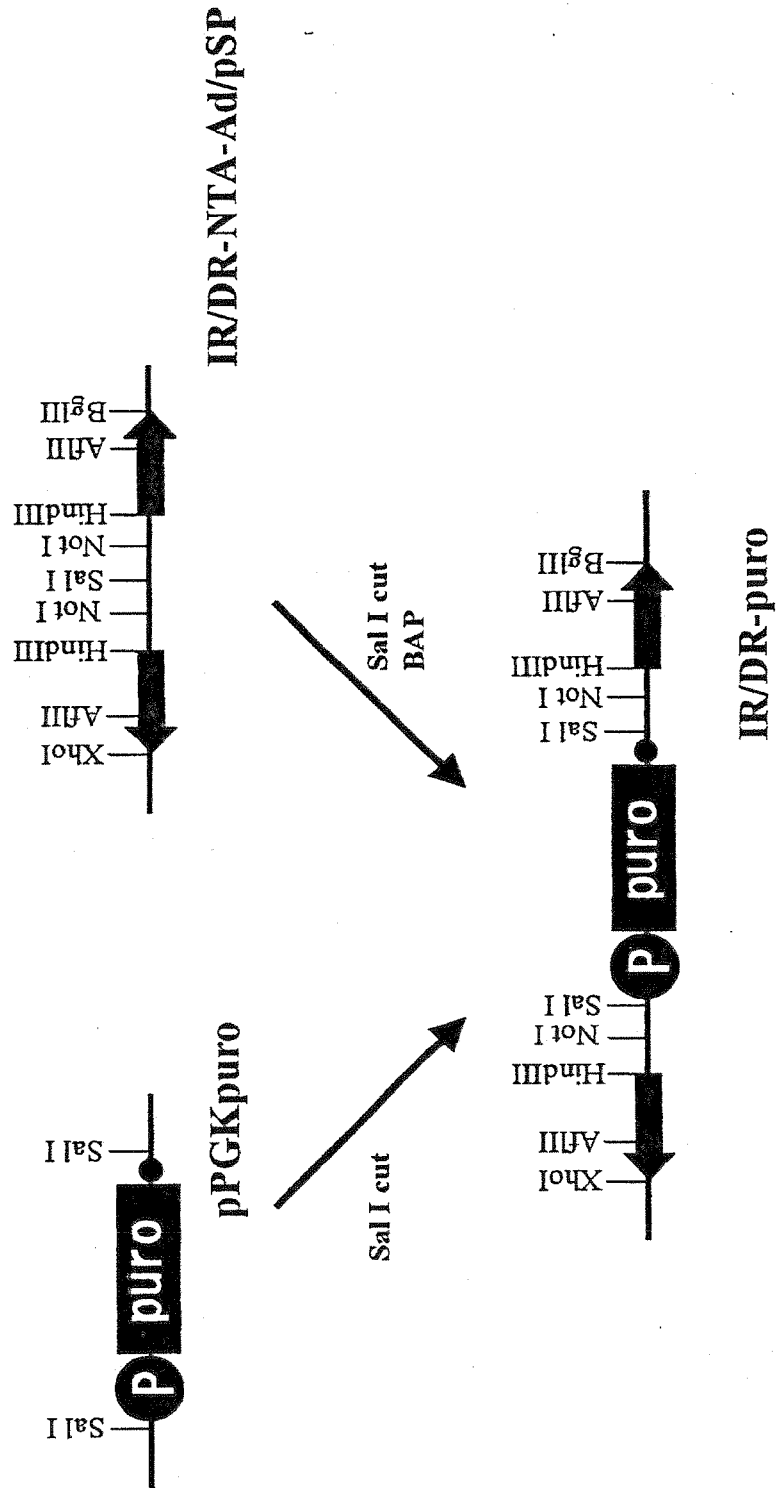 Sal I
P
puro
Sal I
pPGKpuro
XhoI
AflII
HindIII
Not I
Sal I
Not I
HindIII
AflII
BglII
IR/DR-NTA-Ad/pSP
Sal I cut
Sal I cut
BAP
XhoI
AflII
HindIII
Not I
Sal I
P
puro
Sal I
Not I
HindIII
AflII
BglII
IR/DR-puro